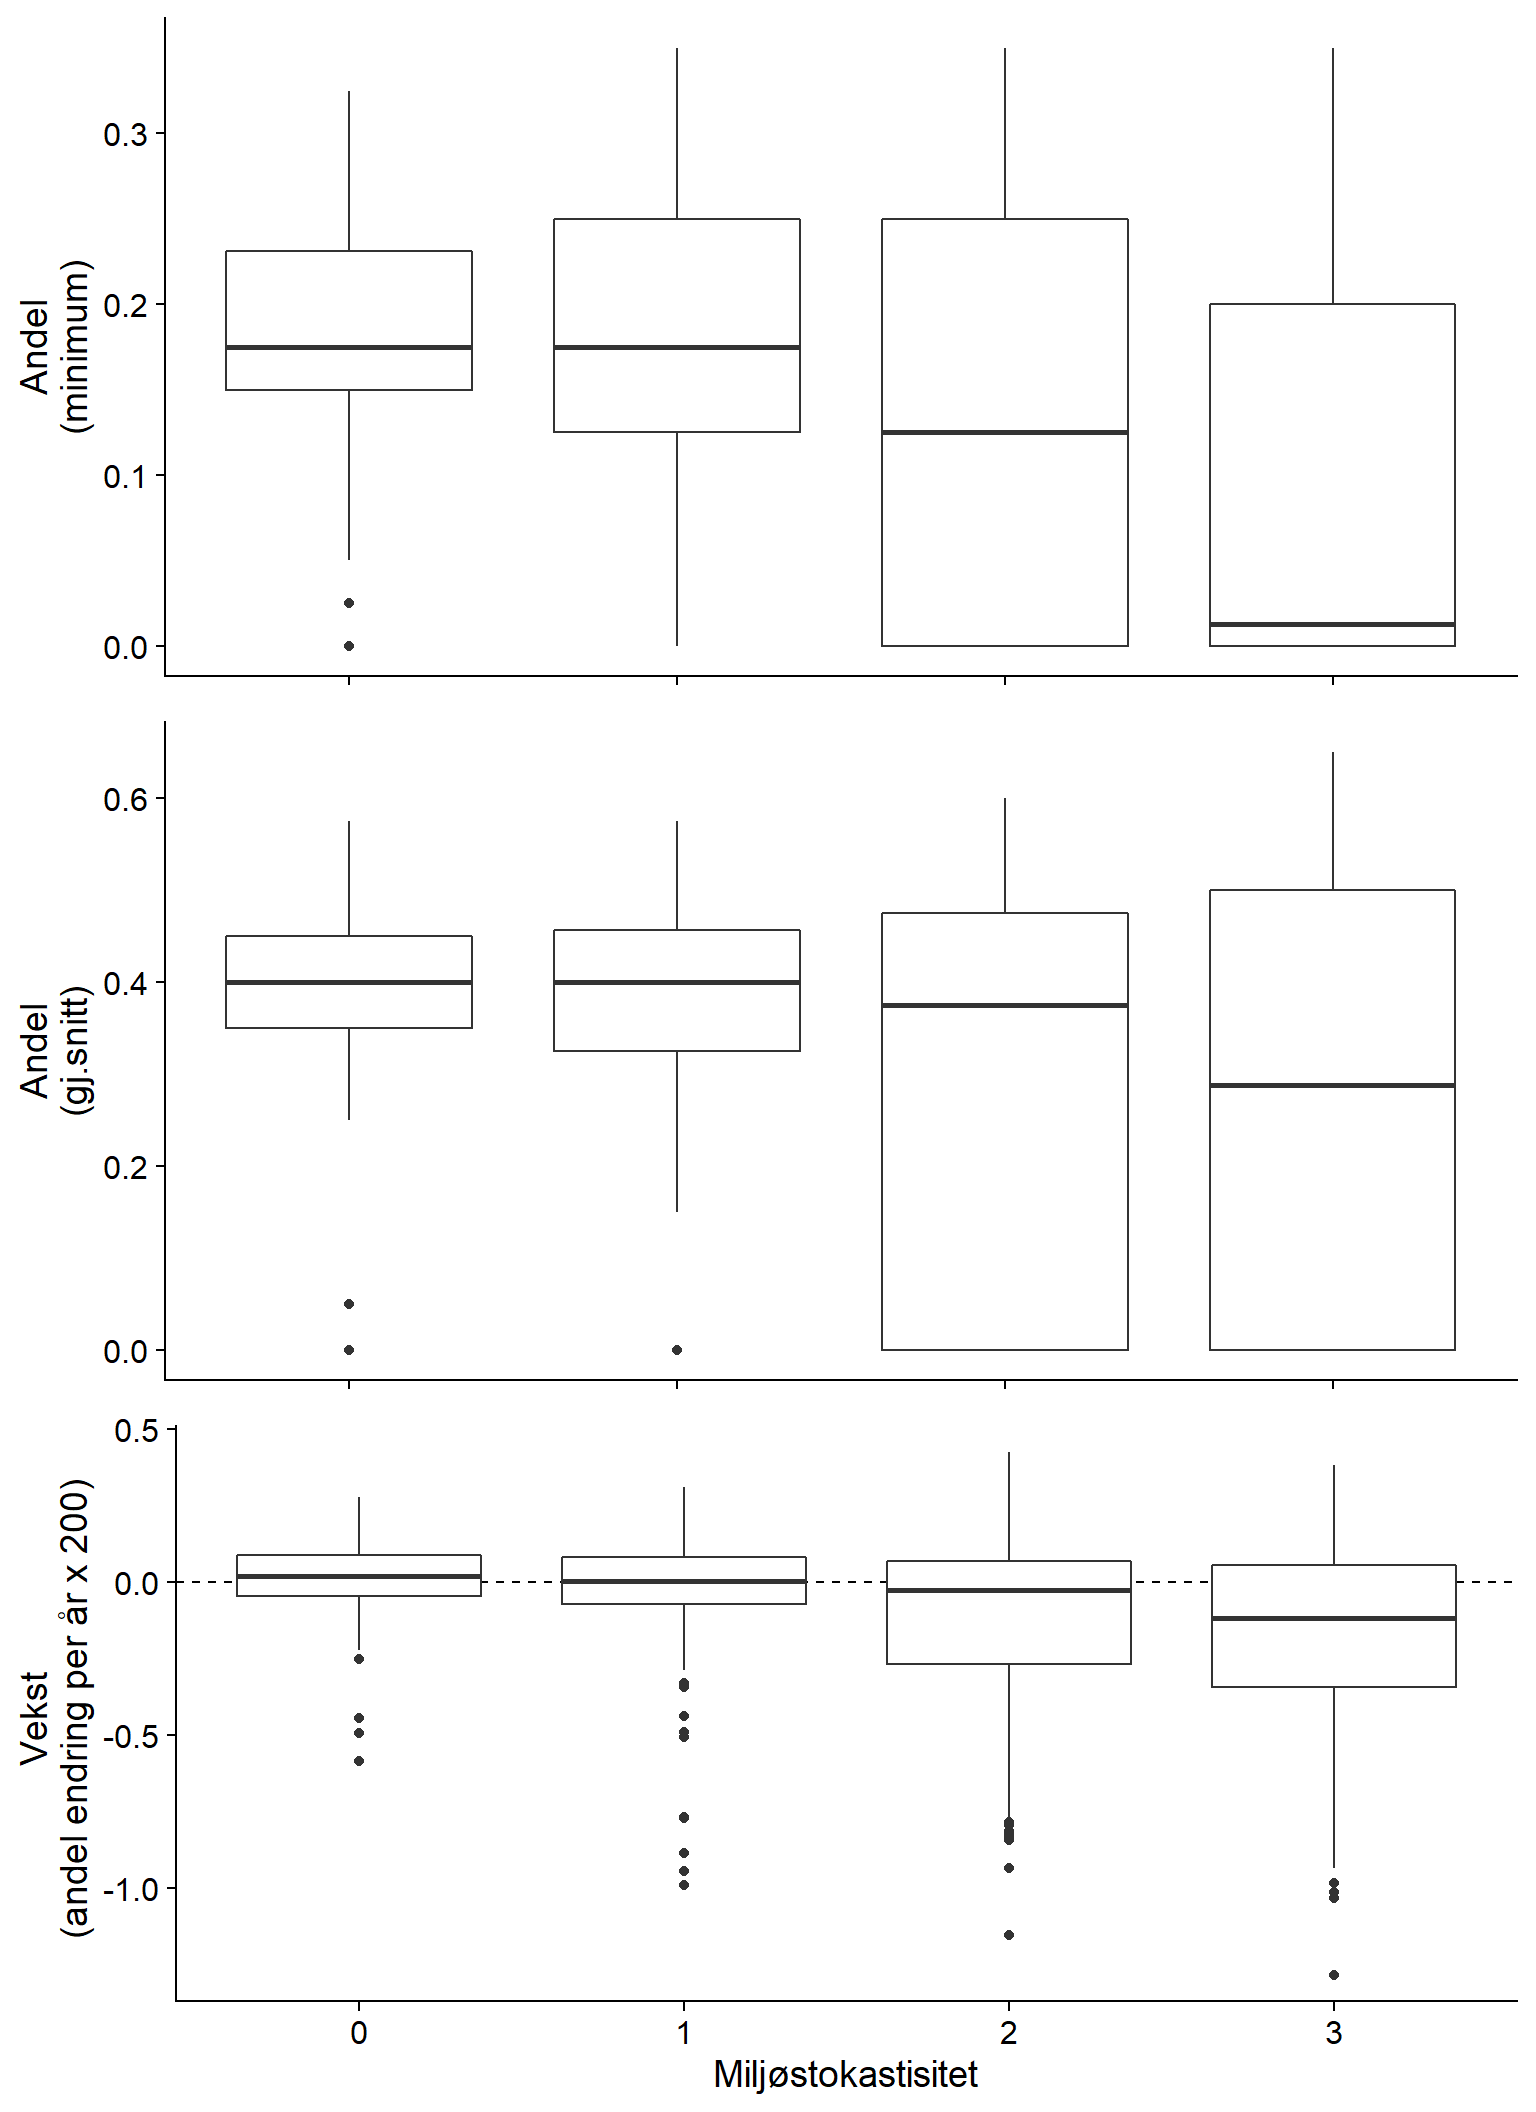 Andel
(minimum)
0.3
0.2
0.1
0.0
Andel
(gj.snitt)
0.6
0.4
0.2
0.0
Vekst
(andel endring per år x 200)
0.5
0.0
-0.5
-1.0
0 1 2 3
Miljøstokastisitet